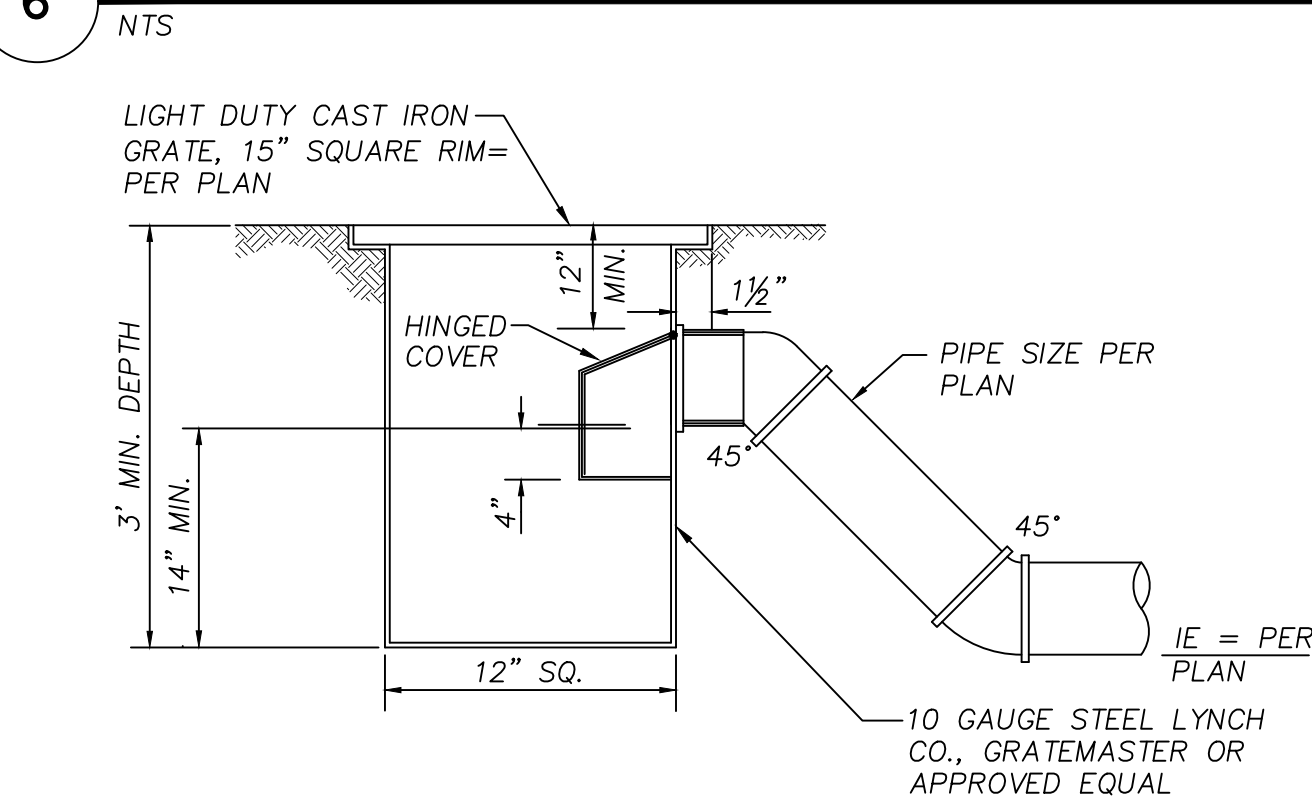 6
NTS
LIGHT DUTY CAST IRON
GRATE, 15" SQUARE RIM=
PER PLAN
12"
MIN.
1½"
HINGED
COVER
PIPE SIZE PER
PLAN
3' MIN. DEPTH
14" MIN.
4"
45°
45°
12" SQ.
IE = PER
PLAN
10 GAUGE STEEL LYNCH
CO., GRATEMASTER OR
APPROVED EQUAL